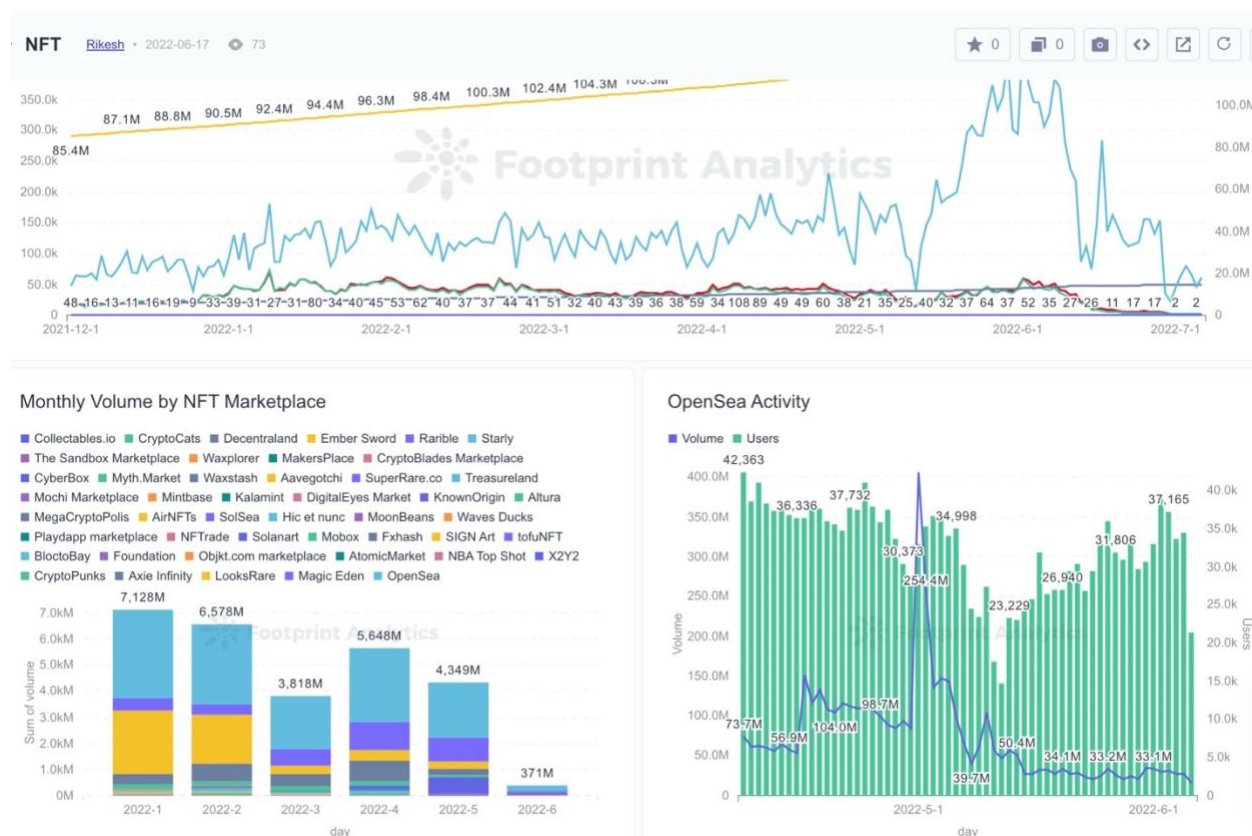 NFT Rikesh • 2022-06-17 73 0 0
350.0k
300.0k
250.0k
200.0k
150.0k
100.0k
50.0k
0
85.4M 87.1M 88.8M 90.5M 92.4M 94.4M 96.3M 98.4M 100.3M 102.4M 104.3M
100.0M
80.0M
60.0M
40.0M
20.0M
0
Footprint Analytics
48 16 13 11 16 19 9 33 39 31 27 31 80 34 40 45 53 62 40 37 37 44 41 51 32 40 43 39 36 38 59 34 108 89 49 49 60 38 21 35 25 40 32 37 64 37 52 35 27 26 11 17 17 2 2
2021-12-1 2022-1-1 2022-2-1 2022-3-1 2022-4-1 2022-5-1 2022-6-1 2022-7-1
Monthly Volume by NFT Marketplace
Collectables.io CryptoCats Decentraland Ember Sword Rarible Starly
The Sandbox Marketplace Waxplorer MakersPlace CryptoBlades Marketplace
CyberBox Myth.Market Waxstash Aavegotchi SuperRare.co Treasureland
Mochi Marketplace Mintbase Kalamint DigitalEyes Market KnownOrigin Altura
MegaCryptoPolis AirNFTs SolSea Hic et nunc MoonBeans Waves Ducks
Playdapp marketplace NFTrade Solanart Mobox Fxhash SIGN Art tofuNFT
BloctoBay Foundation Objkt.com marketplace AtomicMarket NBA Top Shot X2Y2
CryptoPunks Axie Infinity LooksRare Magic Eden OpenSea
7.0kM
6.0kM
5.0kM
4.0kM
3.0kM
2.0kM
1.0kM
0M
Sum of volume
7,128M 6,578M 3,818M 5,648M 4,349M 371M
Footprint Analytics
2022-1 2022-2 2022-3 2022-4 2022-5 2022-6
day
OpenSea Activity
Volume Users
400.0M
350.0M
300.0M
250.0M
200.0M
150.0M
100.0M
50.0M
0
Volume
42,363 36,336 37,732 30,373 34,998 23,229 26,940 31,806 37,165
73.7M 56.9M 104.0M 98.7M 254.4M 39.7M 50.4M 34.1M 33.2M 33.1M
Footprint Analytics
40.0k
35.0k
30.0k
25.0k
20.0k
15.0k
10.0k
5.0k
0
Users
2022-5-1 2022-6-1
day